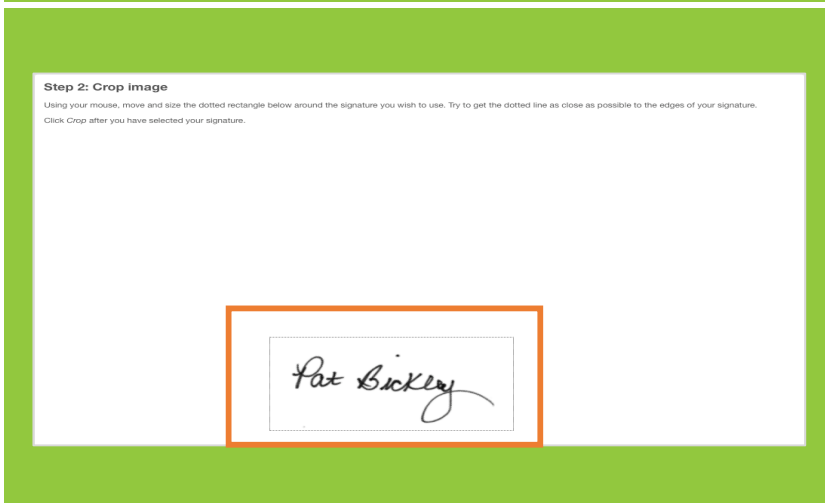 Step 2: Crop image
Using your mouse, move and size the dotted rectangle below around the signature you wish to use. Try to get the dotted line as close as possible to the edges of your signature.
Click Crop after you have selected your signature.
Pat Bickley